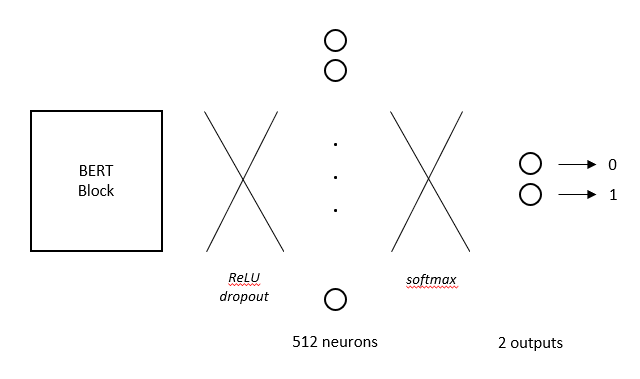 BERT
Block
ReLU
dropout
softmax
0
1
512 neurons
2 outputs